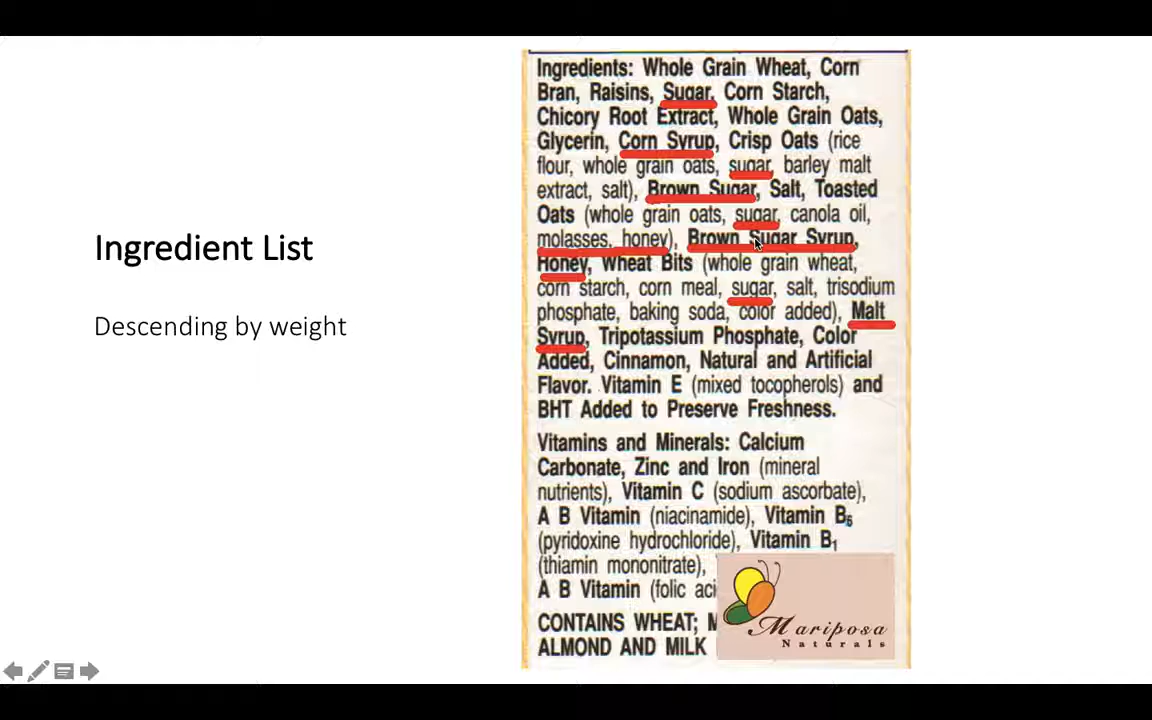 Ingredient List
Descending by weight
Ingredients: Whole Grain Wheat, Corn
Bran, Raisins, Sugar, Corn Starch,
Chicory Root Extract, Whole Grain Oats,
Glycerin, Corn Syrup, Crisp Oats (rice
flour, whole grain oats, sugar, barley malt
extract, salt), Brown Sugar, Salt, Toasted
Oats (whole grain oats, sugar, canola oil,
molasses, honey), Brown Sugar Syrup,
Honey, Wheat Bits (whole grain wheat,
corn starch, corn meal, sugar, salt, trisodium
phosphate, baking soda, color added), Malt
Syrup, Tripotassium Phosphate, Color
Added, Cinnamon, Natural and Artificial
Flavor. Vitamin E (mixed tocopherols) and
BHT Added to Preserve Freshness.
Vitamins and Minerals: Calcium
Carbonate, Zinc and Iron (mineral
nutrients), Vitamin C (sodium ascorbate),
A B Vitamin (niacinamide), Vitamin B6
(pyridoxine hydrochloride), Vitamin B1
(thiamin mononitrate),
A B Vitamin (folic
CONTAINS WHEAT;
ALMOND AND MILK
Mariposa
Naturals